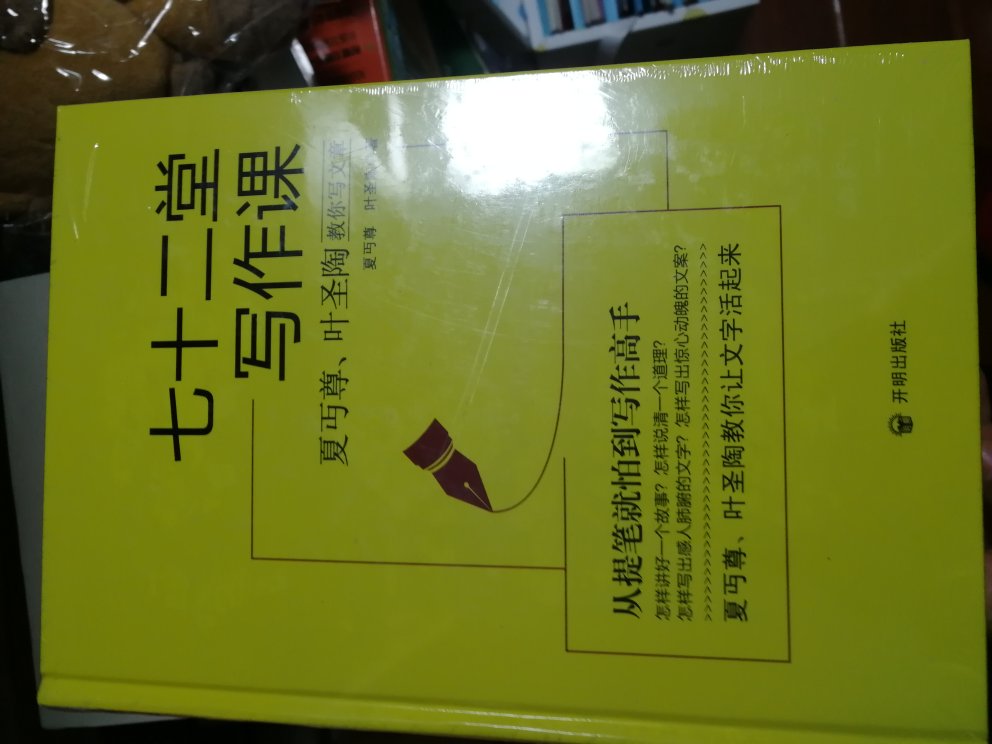 七十二堂
写作课
夏丏尊、叶圣陶教你写文章
夏丏尊 叶圣陶 著
从提笔就怕到写作高手
怎样讲好一个故事？怎样说清一个道理？
怎样写出感人肺腑的文字？怎样写出惊心动魄的文案？
夏丏尊、叶圣陶教你让文字活起来
开明出版社